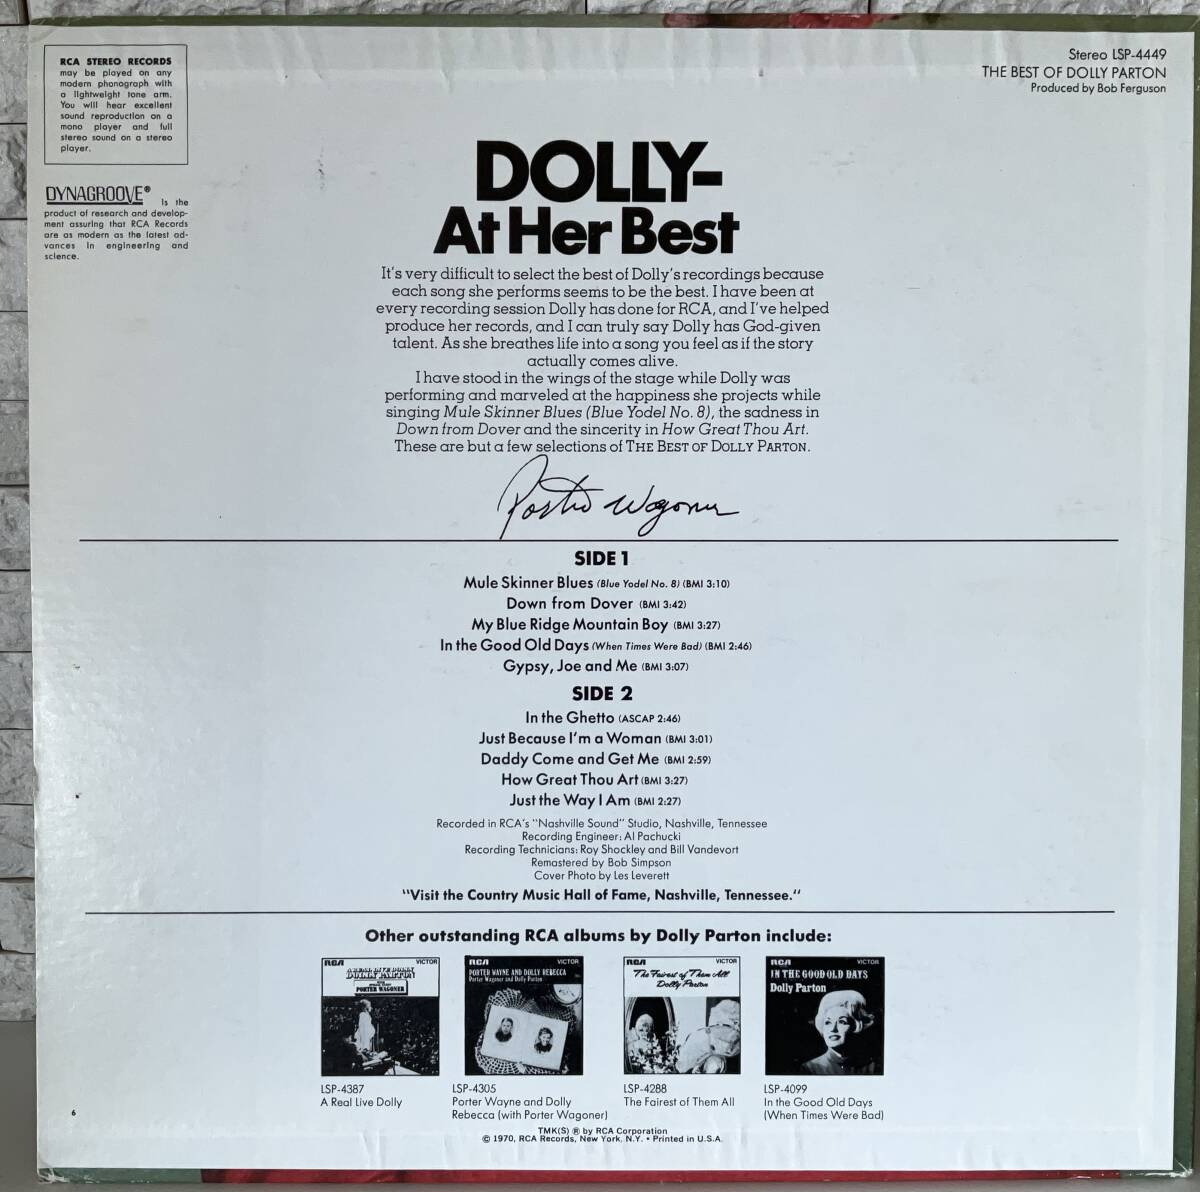 RCA STEREO RECORDS
may be played on any
modern phonograph with
a lightweight tone arm.
You will hear excellent
sound reproduction on a
mono player and full
stereo sound on a stereo
player.
DYNAGROOVE® is the
product of research and develop-
ment assuring that RCA Records
are as modern as the latest ad-
vances in engineering and
science.
Stereo LSP-4449
THE BEST OF DOLLY PARTON
Produced by Bob Ferguson
DOLLY-
At Her Best
It's very difficult to select the best of Dolly's recordings because
each song she performs seems to be the best. I have been at
every recording session Dolly has done for RCA, and I've helped
produce her records, and I can truly say Dolly has God-given
talent. As she breathes life into a song you feel as if the story
actually comes alive.
I have stood in the wings of the stage while Dolly was
performing and marveled at the happiness she projects while
singing Mule Skinner Blues (Blue Yodel No. 8), the sadness in
Down from Dover and the sincerity in How Great Thou Art.
These are but a few selections of THE BEST OF DOLLY PARTON.
Porter Wagoner
SIDE 1
Mule Skinner Blues (Blue Yodel No. 8) (BMI 3:10)
Down from Dover (BMI 3:42)
My Blue Ridge Mountain Boy (BMI 3:27)
In the Good Old Days (When Times Were Bad) (BMI 2:46)
Gypsy, Joe and Me (BMI 3:07)
SIDE 2
In the Ghetto (ASCAP 2:46)
Just Because I'm a Woman (BMI 3:01)
Daddy Come and Get Me (BMI 2:59)
How Great Thou Art (BMI 3:27)
Just the Way I Am (BMI 2:27)
Recorded in RCA's "Nashville Sound" Studio, Nashville, Tennessee
Recording Engineer: Al Pachucki
Recording Technicians: Roy Shockley and Bill Vandevort
Remastered by Bob Simpson
Cover Photo by Les Leverett
"Visit the Country Music Hall of Fame, Nashville, Tennessee."
Other outstanding RCA albums by Dolly Parton include:
RCA VICTOR
A REAL LIVE DOLLY
DOLLY PARTON
PORTER WAGONER
LSP-4387
A Real Live Dolly
RCA VICTOR
PORTER WAYNE AND DOLLY REBECCA
Porter Wagoner and Dolly Parton
LSP-4305
Porter Wayne and Dolly
Rebecca (with Porter Wagoner)
RCA VICTOR
The Fairest of Them All
Dolly Parton
LSP-4288
The Fairest of Them All
RCA VICTOR
IN THE GOOD OLD DAYS
Dolly Parton
LSP-4099
In the Good Old Days
(When Times Were Bad)
6
TMK(S) ® by RCA Corporation
© 1970, RCA Records, New York, N.Y. • Printed in U.S.A.